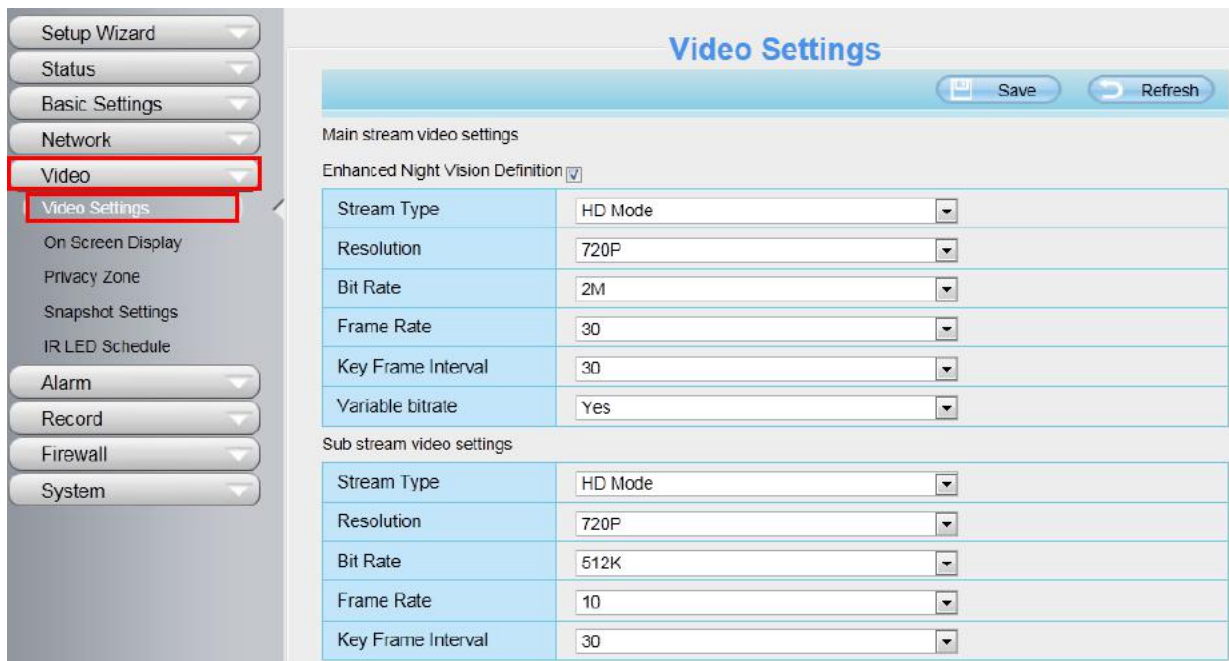 Setup Wizard
Status
Basic Settings
Network
Video
Video Settings
On Screen Display
Privacy Zone
Snapshot Settings
IR LED Schedule
Alarm
Record
Firewall
System
Video Settings
Save Refresh
Main stream video settings
Enhanced Night Vision Definition
Stream Type HD Mode
Resolution 720P
Bit Rate 2M
Frame Rate 30
Key Frame Interval 30
Variable bitrate Yes
Sub stream video settings
Stream Type HD Mode
Resolution 720P
Bit Rate 512K
Frame Rate 10
Key Frame Interval 30